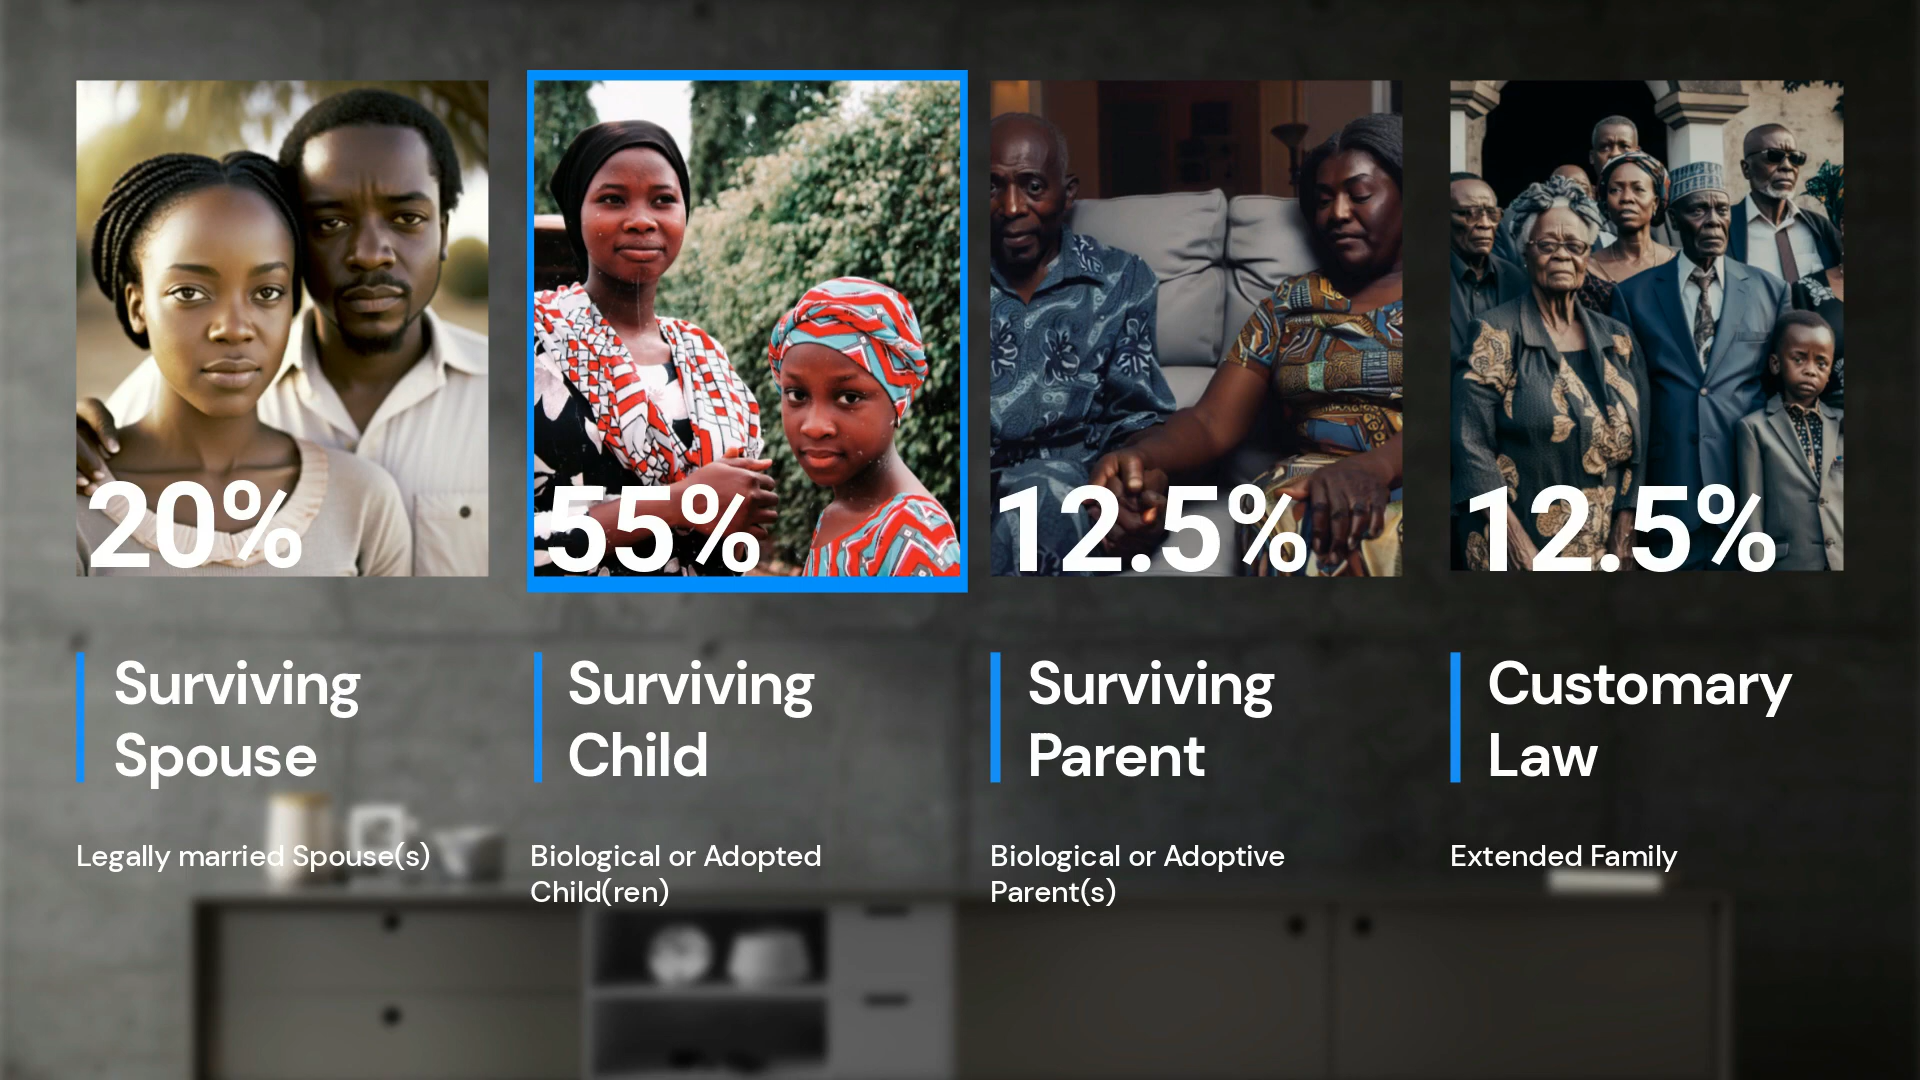 20%
55%
12.5%
12.5%
Surviving
Spouse
Surviving
Child
Surviving
Parent
Customary
Law
Legally married Spouse(s)
Biological or Adopted
Child(ren)
Biological or Adoptive
Parent(s)
Extended Family